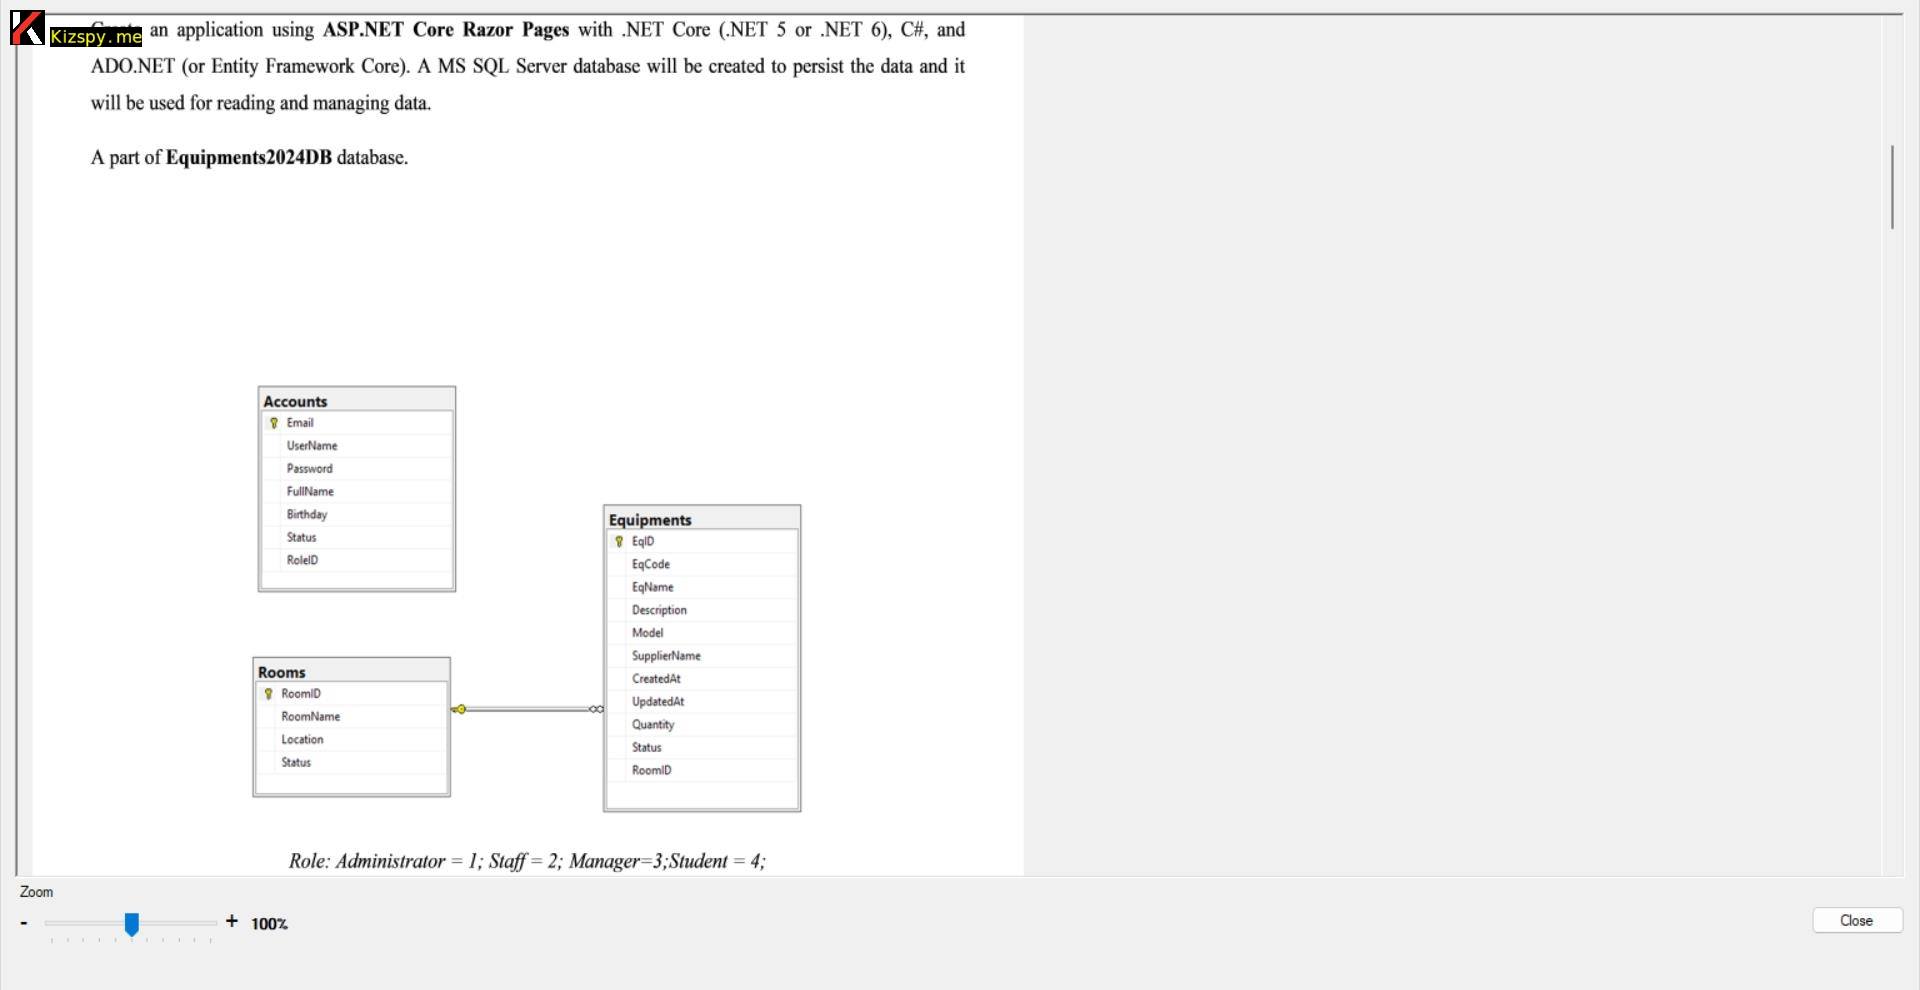 Kizspy.me
an application using ASP.NET Core Razor Pages with .NET Core (.NET 5 or .NET 6), C#, and
ADO.NET (or Entity Framework Core). A MS SQL Server database will be created to persist the data and it
will be used for reading and managing data.
A part of Equipments2024DB database.
Accounts
Email
UserName
Password
FullName
Birthday
Status
RoleID
Equipments
EqID
EqCode
EqName
Description
Model
SupplierName
CreatedAt
UpdatedAt
Quantity
Status
RoomID
Rooms
RoomID
RoomName
Location
Status
Role: Administrator = 1; Staff = 2; Manager=3;Student = 4;
Zoom
- + 100%
Close